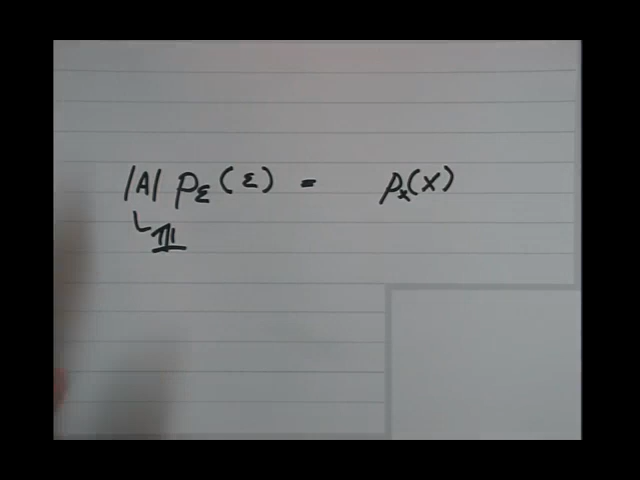 |A| p_ε(ε) = p_x(x)